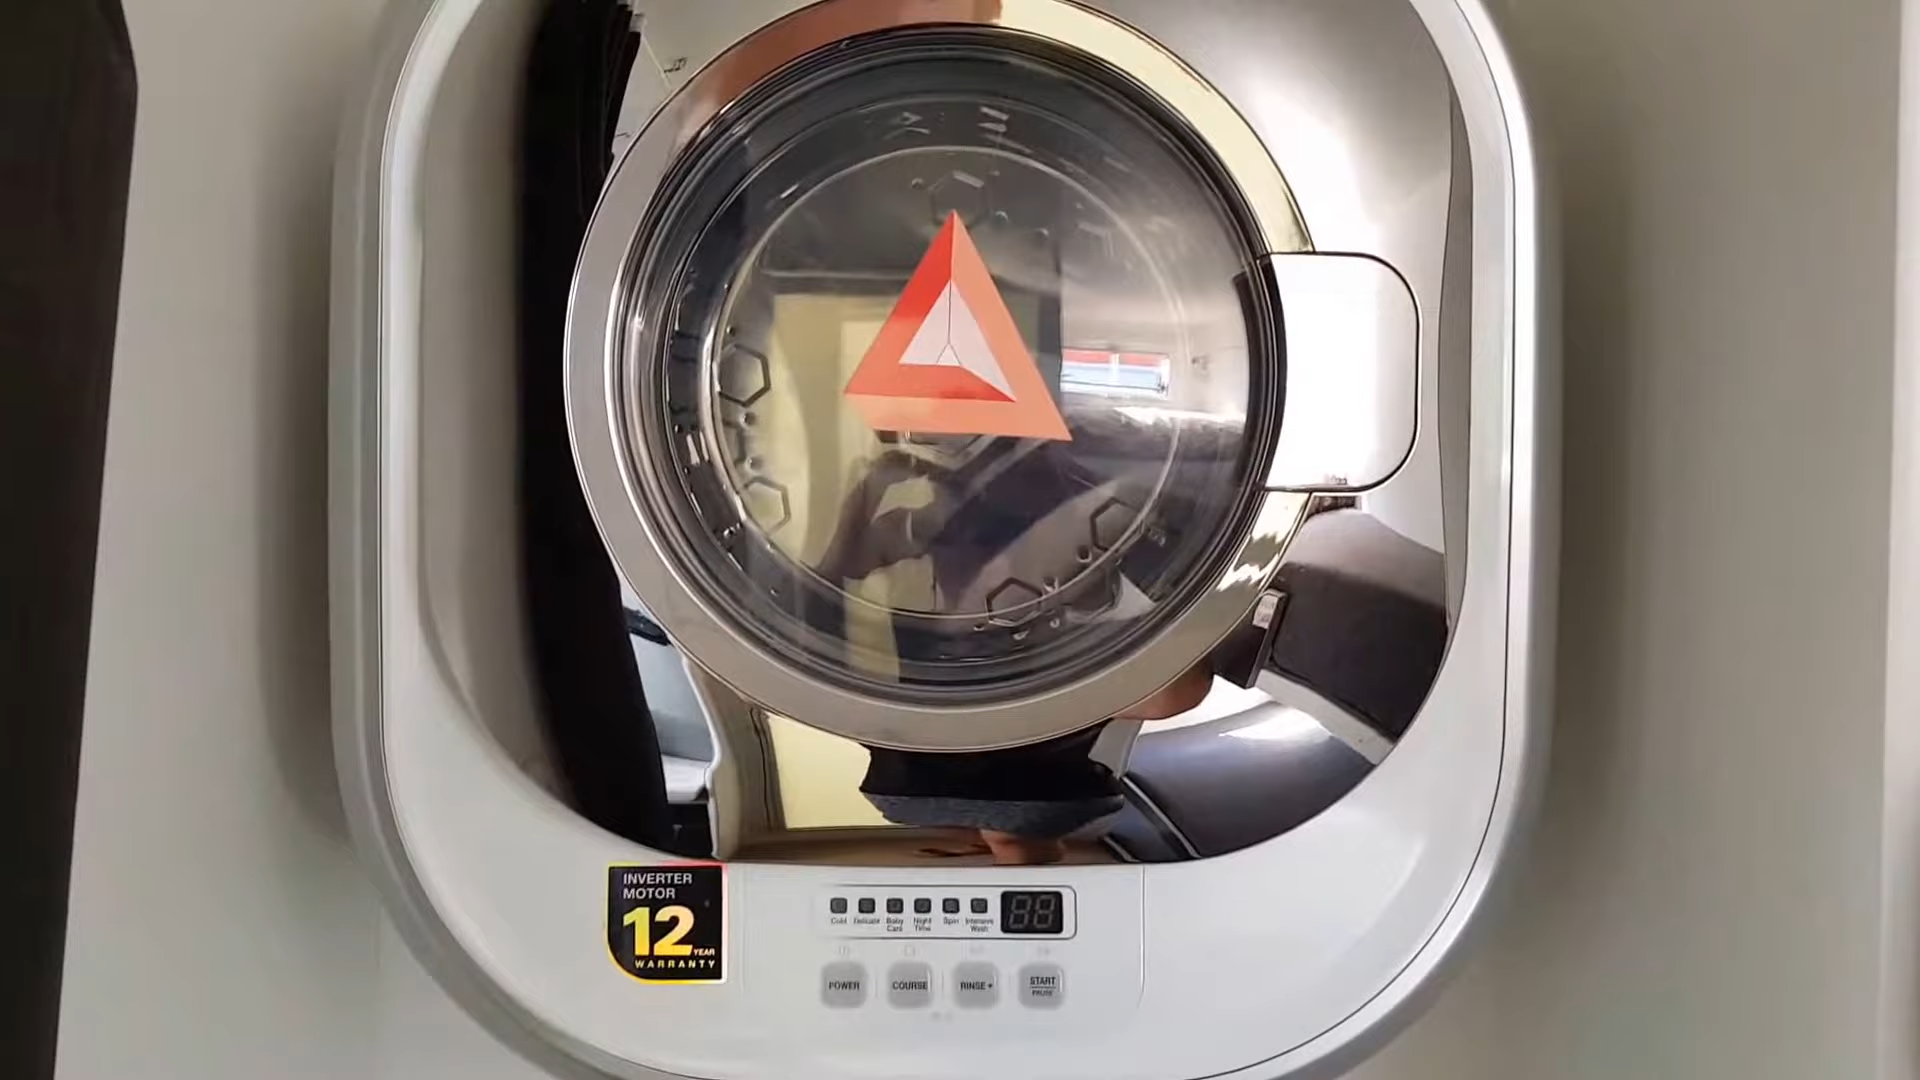 INVERTER
MOTOR
12 YEAR
WARRANTY
Cold Delicate Baby Care Night Time Spin Intensive Wash
88
POWER COURSE RINSE + START
PAUSE